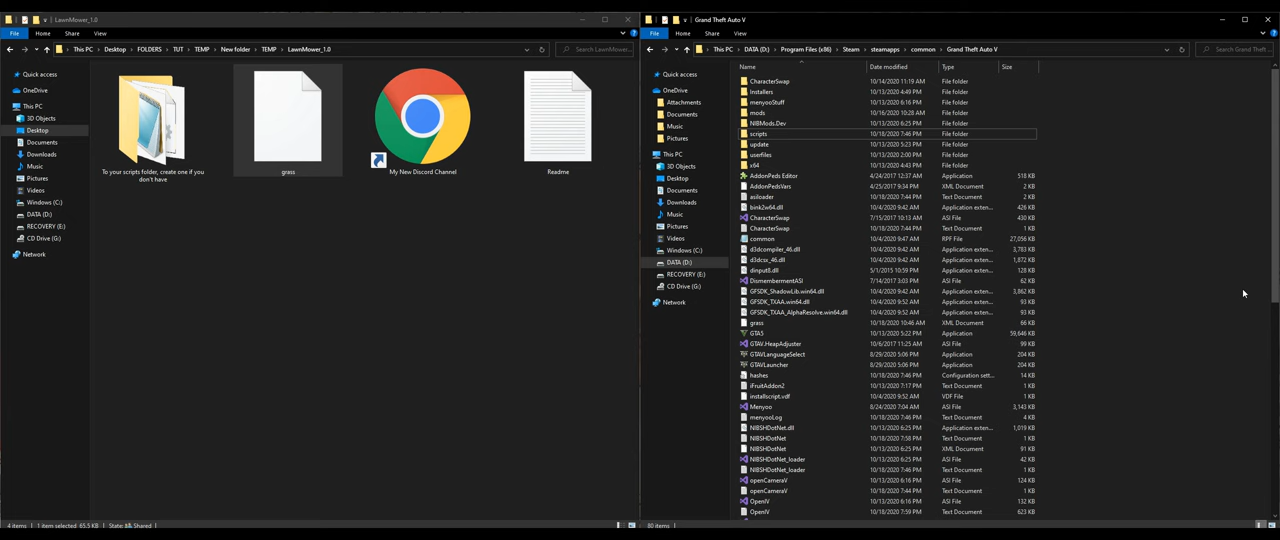 LawnMower_1.0
File Home Share View
This PC Desktop FOLDERS TUT TEMP New folder TEMP LawnMower_1.0
Search LawnMower...
Quick access
OneDrive
This PC
3D Objects
Desktop
Documents
Downloads
Music
Pictures
Videos
Windows (C:)
DATA (D:)
RECOVERY (E:)
CD Drive (G:)
Network
To your scripts folder, create one if you
don't have
grass
My New Discord Channel
Readme
4 items 1 item selected 65.5 KB State: Shared
Grand Theft Auto V
File Home Share View
This PC DATA (D:) Program Files (x86) Steam steamapps common Grand Theft Auto V
Search Grand Theft...
Quick access
OneDrive
Attachments
Documents
Music
Pictures
This PC
3D Objects
Desktop
Documents
Downloads
Music
Pictures
Videos
Windows (C:)
DATA (D:)
RECOVERY (E:)
CD Drive (G:)
Network
Name Date modified Type Size
CharacterSwap 10/14/2020 11:19 AM File folder
Installers 10/3/2020 4:49 PM File folder
menyooStuff 10/13/2020 6:16 PM File folder
mods 10/16/2020 10:28 AM File folder
NIBMods.Dev 10/13/2020 6:25 PM File folder
scripts 10/18/2020 7:46 PM File folder
update 10/13/2020 5:23 PM File folder
userfiles 10/13/2020 2:00 PM File folder
x64 10/13/2020 4:43 PM File folder
AddonPeds Editor 4/24/2017 12:37 AM Application 518 KB
AddonPedsVars 4/25/2017 9:34 PM XML Document 2 KB
asiloader 10/18/2020 7:44 PM Text Document 2 KB
bink2w64.dll 10/4/2020 9:42 AM Application exten... 426 KB
CharacterSwap 7/15/2017 10:13 AM ASI File 430 KB
CharacterSwap 10/18/2020 7:44 PM Text Document 1 KB
common 10/4/2020 9:47 AM RPF File 27,056 KB
d3dcompiler_46.dll 10/4/2020 9:42 AM Application exten... 3,783 KB
d3dcsx_46.dll 10/4/2020 9:42 AM Application exten... 1,872 KB
dinput8.dll 5/1/2015 10:59 PM Application exten... 128 KB
DismembermentASI 7/14/2017 3:03 PM ASI File 62 KB
GFSDK_ShadowLib.win64.dll 10/4/2020 9:42 AM Application exten... 3,862 KB
GFSDK_TXAA.win64.dll 10/4/2020 9:52 AM Application exten... 93 KB
GFSDK_TXAA_AlphaResolve.win64.dll 10/4/2020 9:52 AM Application exten... 93 KB
grass 10/18/2020 10:46 AM XML Document 66 KB
GTA5 10/13/2020 5:22 PM Application 59,646 KB
GTAV.HeapAdjuster 10/6/2017 11:25 AM ASI File 99 KB
GTAVLanguageSelect 8/29/2020 5:06 PM Application 204 KB
GTAVLauncher 8/29/2020 5:06 PM Application 204 KB
hashes 10/18/2020 7:46 PM Configuration sett... 14 KB
iFruitAddon2 10/13/2020 7:17 PM Text Document 1 KB
installscript.vdf 10/4/2020 9:52 AM VDF File 1 KB
Menyoo 8/24/2020 7:04 AM ASI File 3,143 KB
menyooLog 10/18/2020 7:46 PM Text Document 4 KB
NIBSHDotNet.dll 10/13/2020 6:25 PM Application exten... 1,019 KB
NIBSHDotNet 10/18/2020 7:58 PM Text Document 1 KB
NIBSHDotNet 10/13/2020 6:25 PM XML Document 91 KB
NIBSHDotNet_loader 10/13/2020 6:25 PM ASI File 42 KB
NIBSHDotNet_loader 10/18/2020 7:46 PM Text Document 1 KB
openCameraV 10/13/2020 6:16 PM ASI File 124 KB
openCameraV 10/18/2020 7:44 PM Text Document 1 KB
OpenIV 10/13/2020 6:16 PM ASI File 132 KB
OpenIV 10/18/2020 7:59 PM Text Document 623 KB
80 items